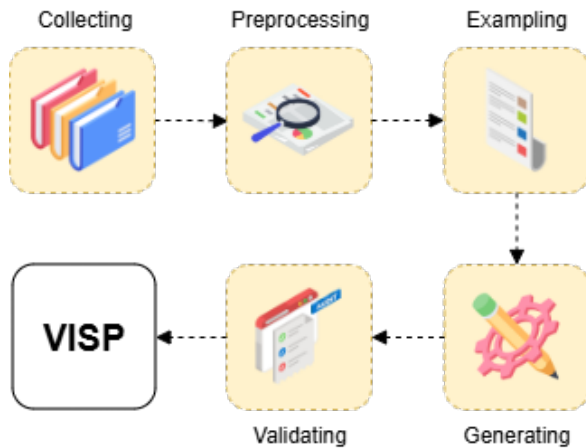 Collecting
Preprocessing
Exampling
VISP
Validating
Generating